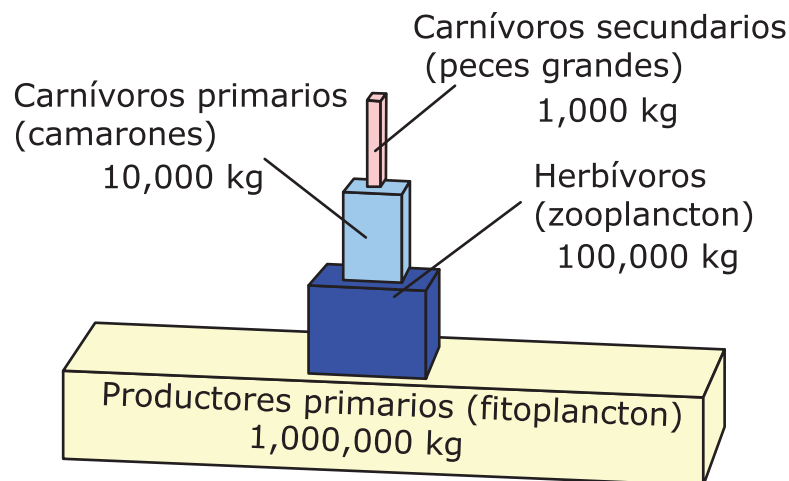 Carnívoros secundarios
(peces grandes)
1,000 kg
Carnívoros primarios
(camarones)
10,000 kg
Herbívoros
(zooplancton)
100,000 kg
Productores primarios (fitoplancton)
1,000,000 kg